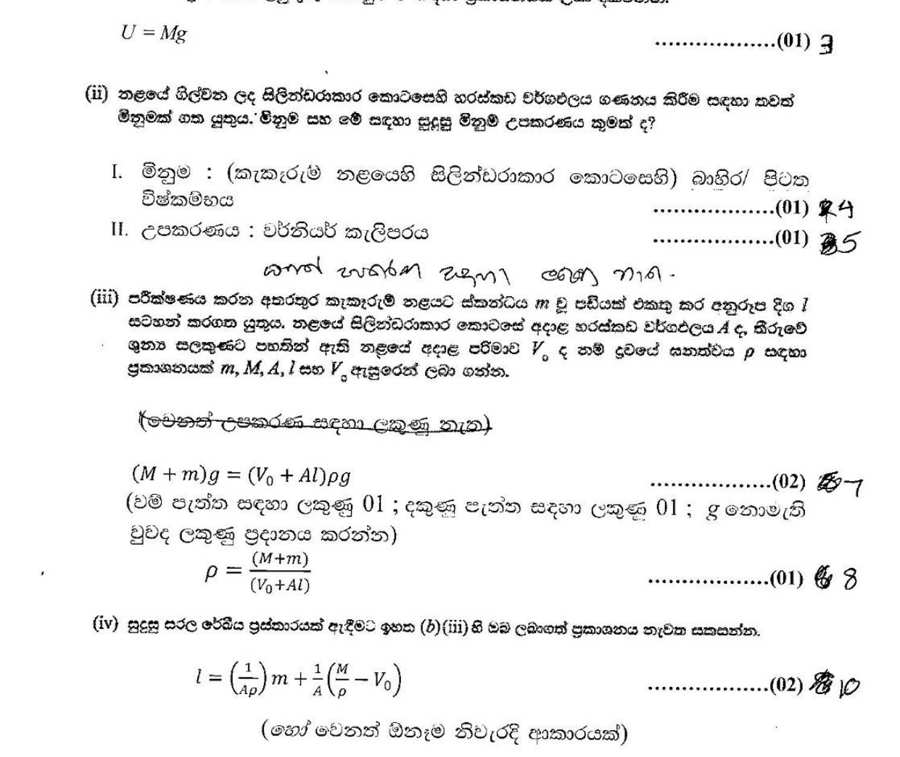 U = Mg ....................(01) 3
(ii) නළයේ ගිල්වන ලද සිලින්ඩරාකාර කොටසෙහි හරස්කඩ වර්ගඵලය ගණනය කිරීම සඳහා තවත්
මිනුමක් ගත යුතුය. මිනුම සහ මේ සඳහා සුදුසු මිනුම් උපකරණය කුමක් ද?
I. මිනුම : (කැකෑරුම් නළයෙහි සිලින්ඩරාකාර කොටසෙහි) බාහිර/ පිටත
විෂ්කම්භය ....................(01) 4
II. උපකරණය : වර්නියර් කැලිපරය ....................(01) 5
වෙනත් උපකරණ සඳහා ලකුණු නැත.
(iii) පරීක්ෂණය කරන අතරතුර කැකෑරුම් නළයට ස්කන්ධය m වූ පඩියක් එකතු කර අනුරූප දිග l
සටහන් කරගත යුතුය. නළයේ සිලින්ඩරාකාර කොටසේ අදාළ හරස්කඩ වර්ගඵලය A ද, තීරුවේ
ශුන්‍ය සලකුණට පහතින් ඇති නළයේ අදාළ පරිමාව V₀ ද නම් ද්‍රවයේ ඝනත්වය ρ සඳහා
ප්‍රකාශනයක් m, M, A, l සහ V₀ ඇසුරෙන් ලබා ගන්න.
(වෙනත් උපකරණ සඳහා ලකුණු නැත)
(M + m)g = (V₀ + Al)ρg ....................(02) 7
(වම් පැත්ත සඳහා ලකුණු 01 ; දකුණු පැත්ත සඳහා ලකුණු 01 ; g නොමැති
වුවද ලකුණු ප්‍රදානය කරන්න)
ρ = (M+m)/(V₀+Al) ....................(01) 8
(iv) සුදුසු සරල රේඛීය ප්‍රස්තාරයක් ඇඳීමට ඉහත (b)(iii) හි ඔබ ලබාගත් ප්‍රකාශනය නැවත සකසන්න.
l = (1/Aρ) m + 1/A (M/ρ − V₀) ....................(02) 10
(හෝ වෙනත් ඕනෑම නිවැරදි ආකාරයක්)